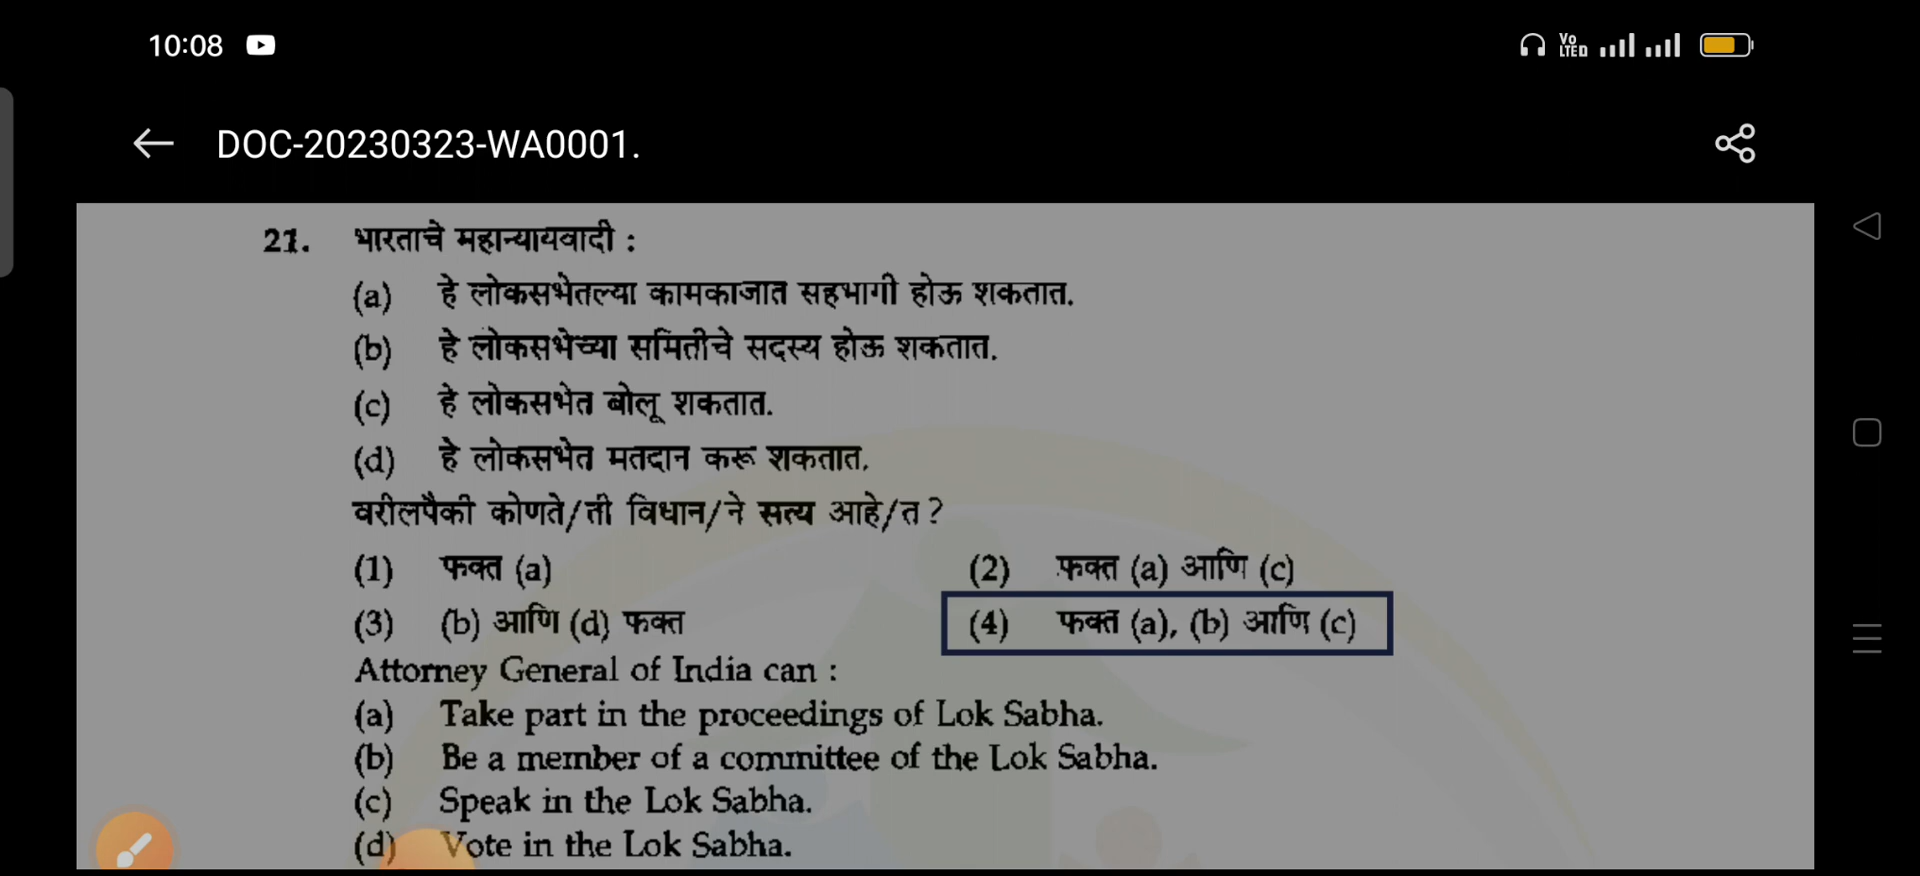 10:08
Vo LTED
DOC-20230323-WA0001.
21. भारताचे महान्यायवादी :
(a) हे लोकसभेतल्या कामकाजात सहभागी होऊ शकतात.
(b) हे लोकसभेच्या समितीचे सदस्य होऊ शकतात.
(c) हे लोकसभेत बोलू शकतात.
(d) हे लोकसभेत मतदान करू शकतात.
वरीलपैकी कोणते/ती विधान/ने सत्य आहे/त ?
(1) फक्त (a) (2) फक्त (a) आणि (c)
(3) (b) आणि (d) फक्त (4) फक्त (a), (b) आणि (c)
Attorney General of India can :
(a) Take part in the proceedings of Lok Sabha.
(b) Be a member of a committee of the Lok Sabha.
(c) Speak in the Lok Sabha.
(d) Vote in the Lok Sabha.